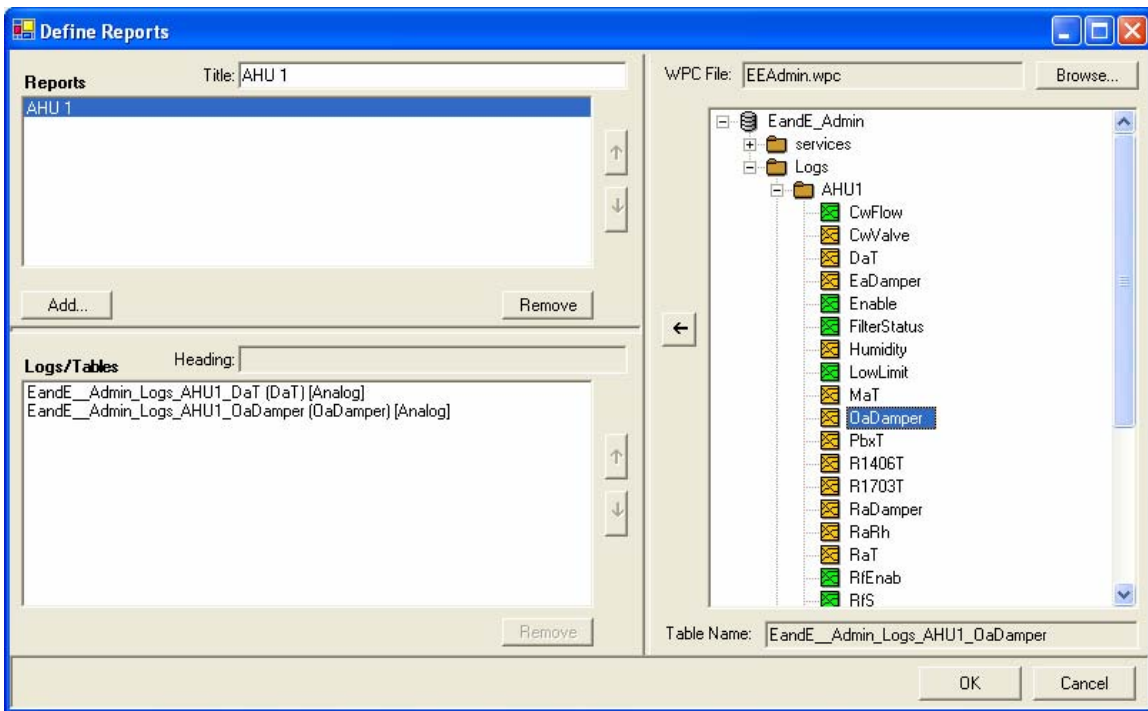 Define Reports
Reports
Title: AHU 1
AHU 1
Add...
Remove
Logs/Tables
Heading:
EandE__Admin_Logs_AHU1_DaT (DaT) [Analog]
EandE__Admin_Logs_AHU1_OaDamper (OaDamper) [Analog]
Remove
WPC File: EEAdmin.wpc
Browse...
EandE_Admin
services
Logs
AHU1
CwFlow
CwValve
DaT
EaDamper
Enable
FilterStatus
Humidity
LowLimit
MaT
OaDamper
PbxT
R1406T
R1703T
RaDamper
RaRh
RaT
RfEnab
RfS
Table Name: EandE__Admin_Logs_AHU1_OaDamper
OK
Cancel